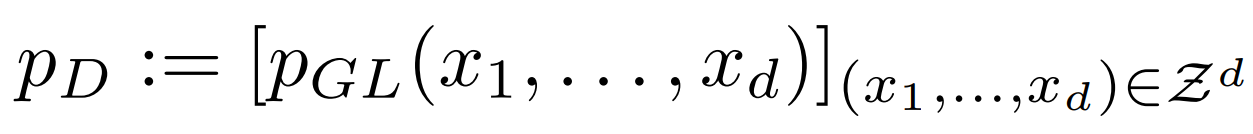 p_D := [p_{GL}(x_1, . . . , x_d)]_{(x_1,...,x_d)∈𝒵^d}